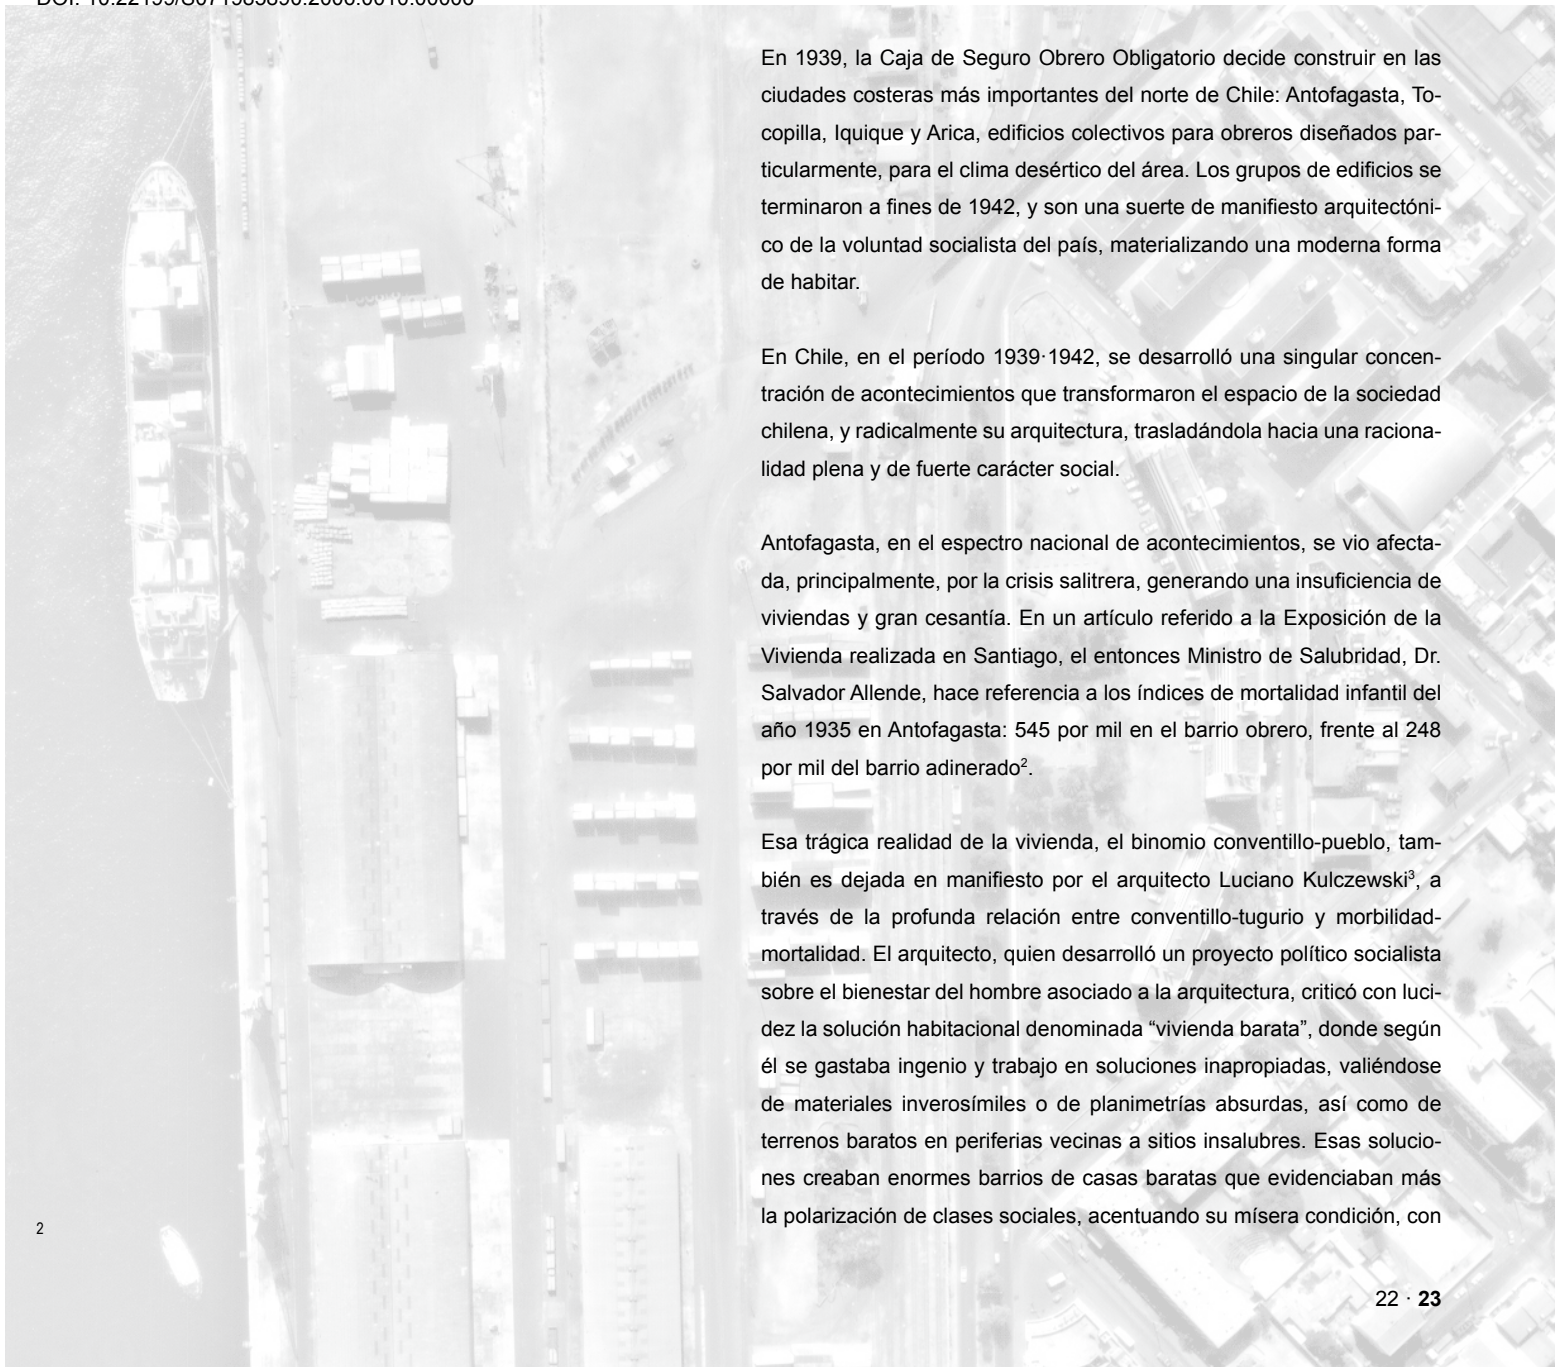 En 1939, la Caja de Seguro Obrero Obligatorio decide construir en las
ciudades costeras más importantes del norte de Chile: Antofagasta, To-
copilla, Iquique y Arica, edificios colectivos para obreros diseñados par-
ticularmente, para el clima desértico del área. Los grupos de edificios se
terminaron a fines de 1942, y son una suerte de manifiesto arquitectóni-
co de la voluntad socialista del país, materializando una moderna forma
de habitar.
En Chile, en el período 1939·1942, se desarrolló una singular concen-
tración de acontecimientos que transformaron el espacio de la sociedad
chilena, y radicalmente su arquitectura, trasladándola hacia una raciona-
lidad plena y de fuerte carácter social.
Antofagasta, en el espectro nacional de acontecimientos, se vio afecta-
da, principalmente, por la crisis salitrera, generando una insuficiencia de
viviendas y gran cesantía. En un artículo referido a la Exposición de la
Vivienda realizada en Santiago, el entonces Ministro de Salubridad, Dr.
Salvador Allende, hace referencia a los índices de mortalidad infantil del
año 1935 en Antofagasta: 545 por mil en el barrio obrero, frente al 248
por mil del barrio adinerado².
Esa trágica realidad de la vivienda, el binomio conventillo-pueblo, tam-
bién es dejada en manifiesto por el arquitecto Luciano Kulczewski³, a
través de la profunda relación entre conventillo-tugurio y morbilidad-
mortalidad. El arquitecto, quien desarrolló un proyecto político socialista
sobre el bienestar del hombre asociado a la arquitectura, criticó con luci-
dez la solución habitacional denominada “vivienda barata”, donde según
él se gastaba ingenio y trabajo en soluciones inapropiadas, valiéndose
de materiales inverosímiles o de planimetrías absurdas, así como de
terrenos baratos en periferias vecinas a sitios insalubres. Esas solucio-
nes creaban enormes barrios de casas baratas que evidenciaban más
la polarización de clases sociales, acentuando su mísera condición, con
2
22 · 23